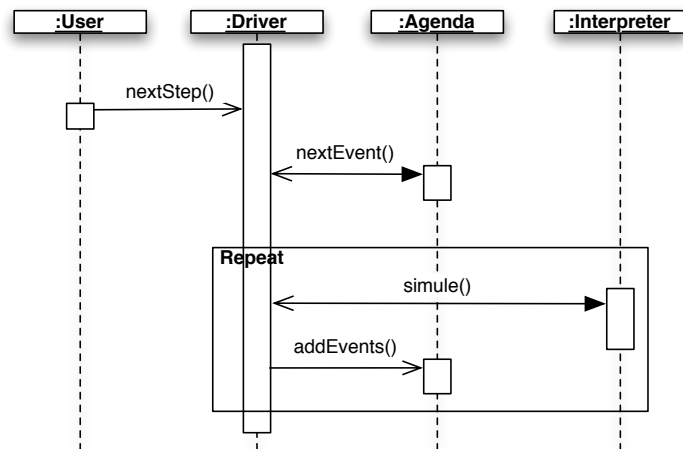 :User
:Driver
:Agenda
:Interpreter
nextStep()
nextEvent()
Repeat
simule()
addEvents()